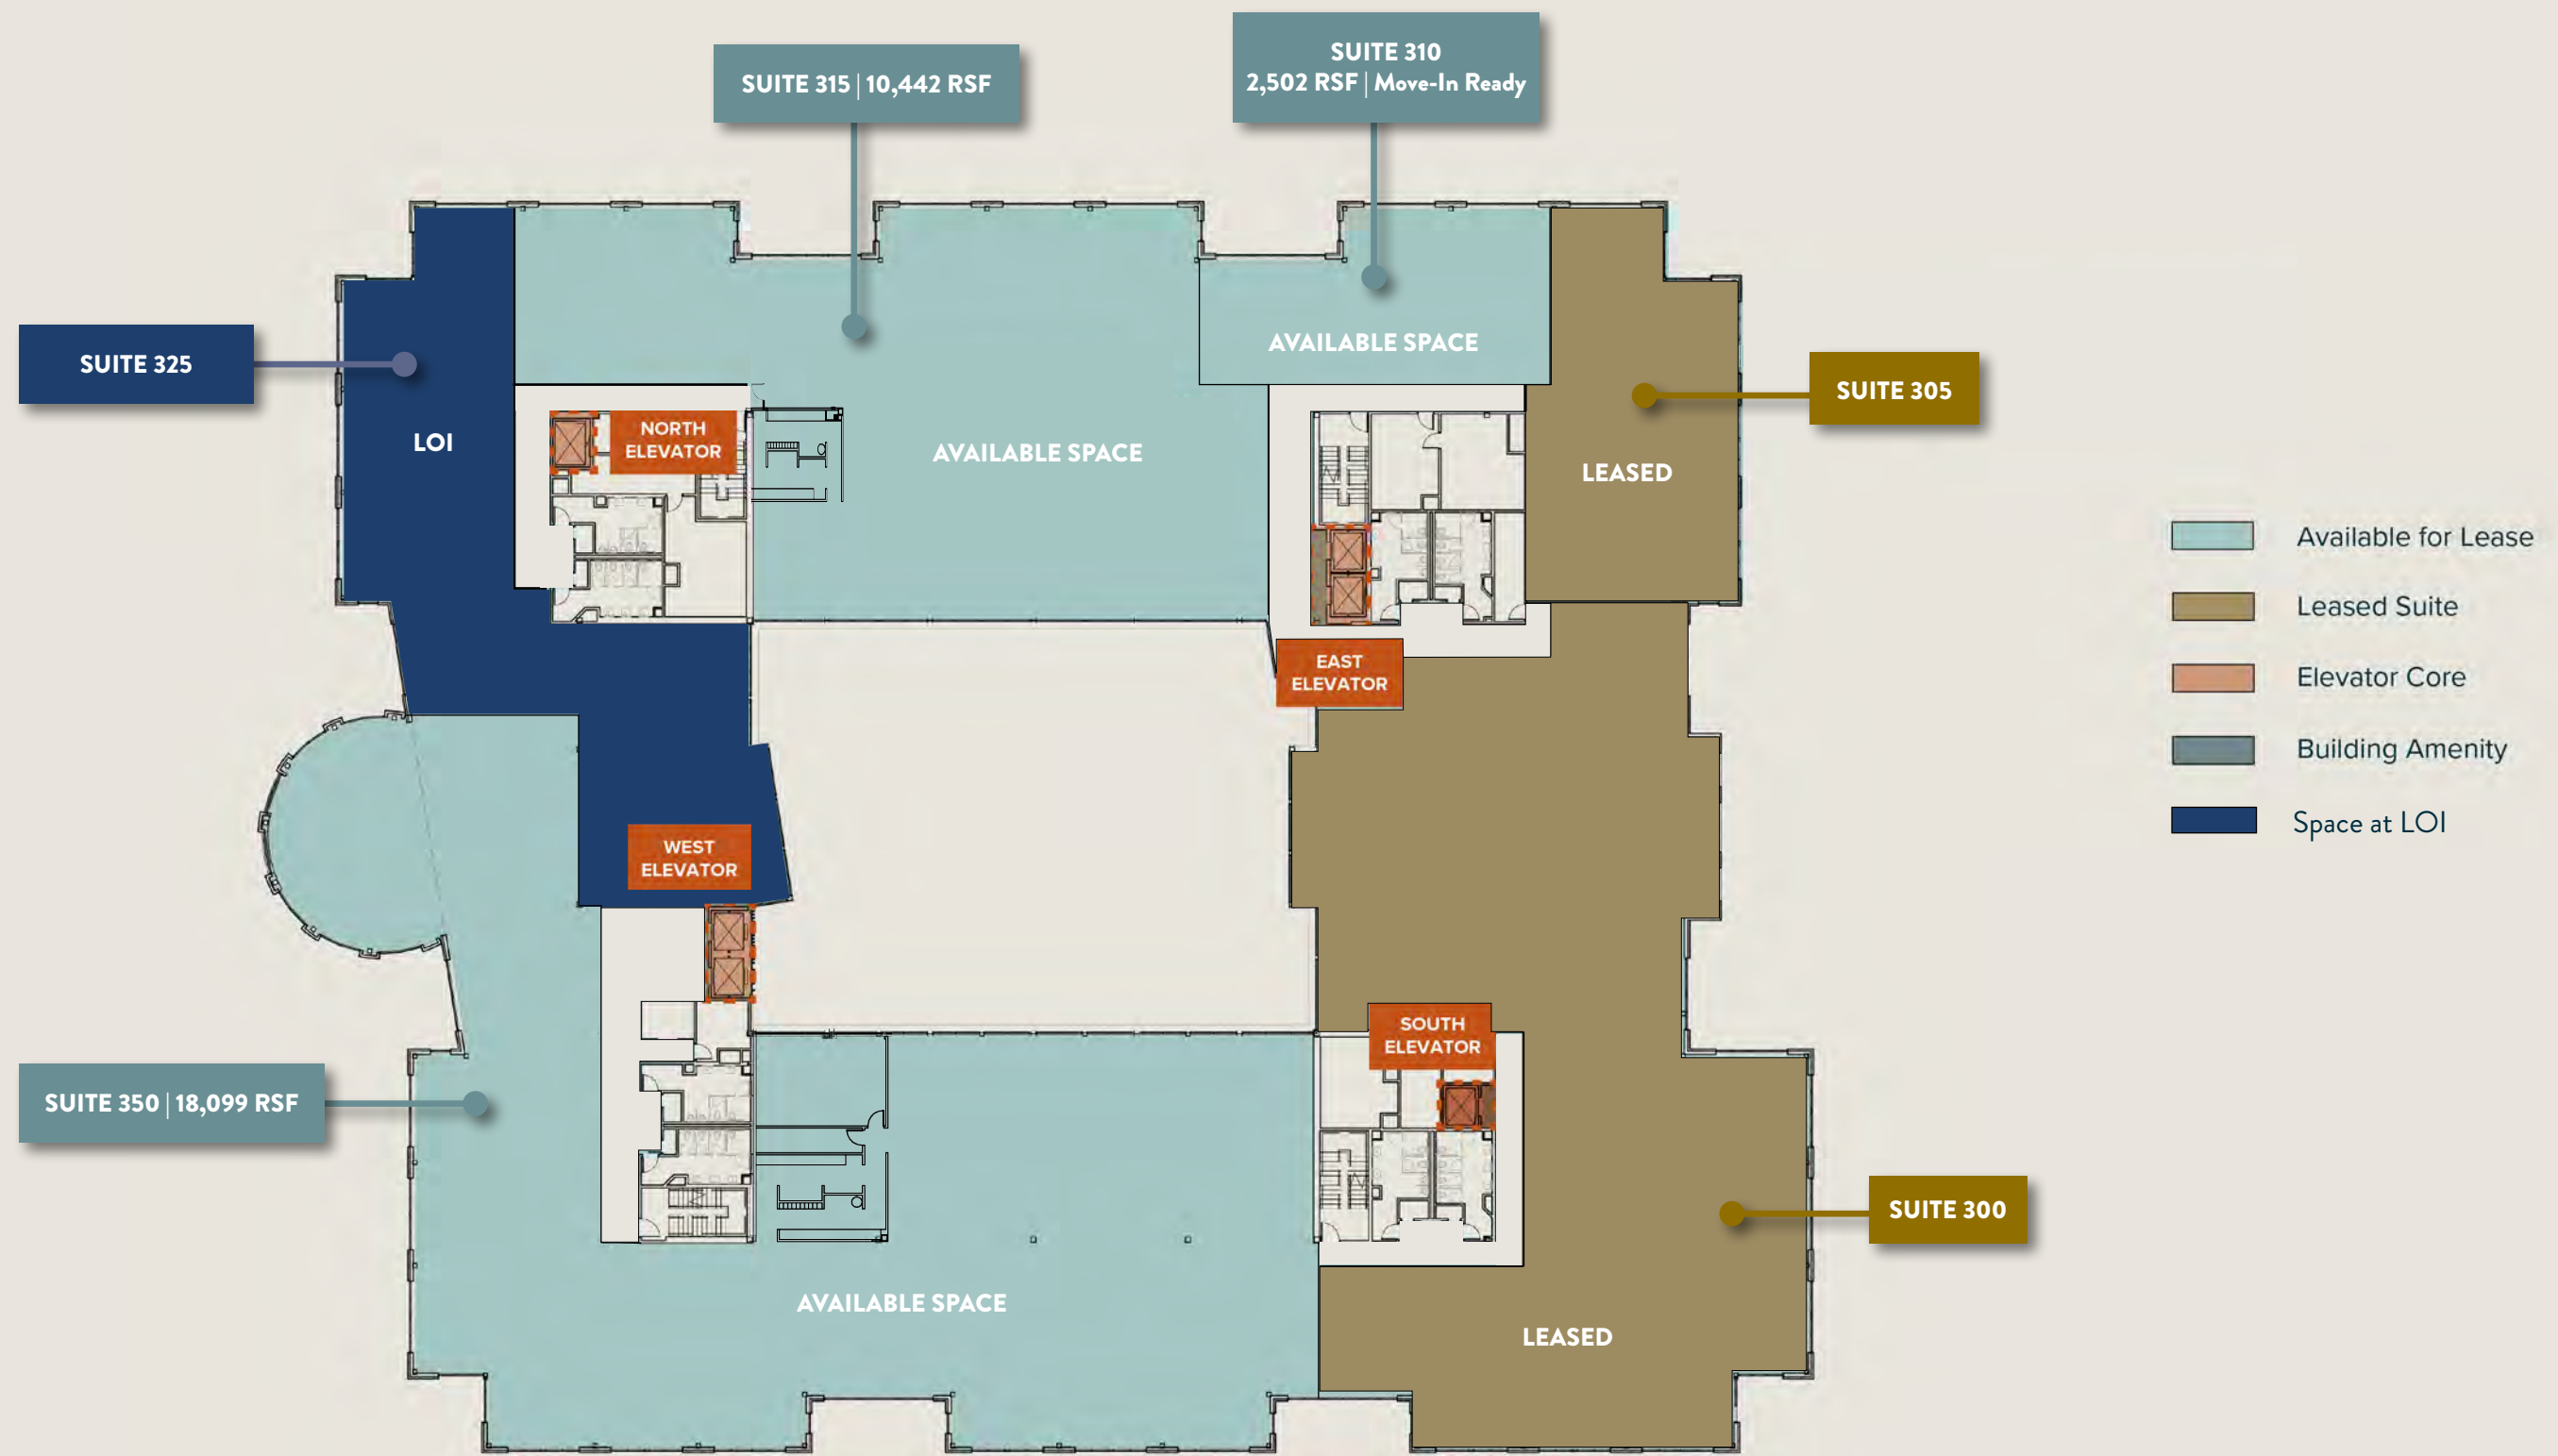 SUITE 310
2,502 RSF | Move-In Ready
SUITE 315 | 10,442 RSF
SUITE 325
AVAILABLE SPACE
SUITE 305
LOI
NORTH
ELEVATOR
AVAILABLE SPACE
LEASED
Available for Lease
Leased Suite
Elevator Core
Building Amenity
Space at LOI
EAST
ELEVATOR
WEST
ELEVATOR
SOUTH
ELEVATOR
SUITE 350 | 18,099 RSF
SUITE 300
AVAILABLE SPACE
LEASED